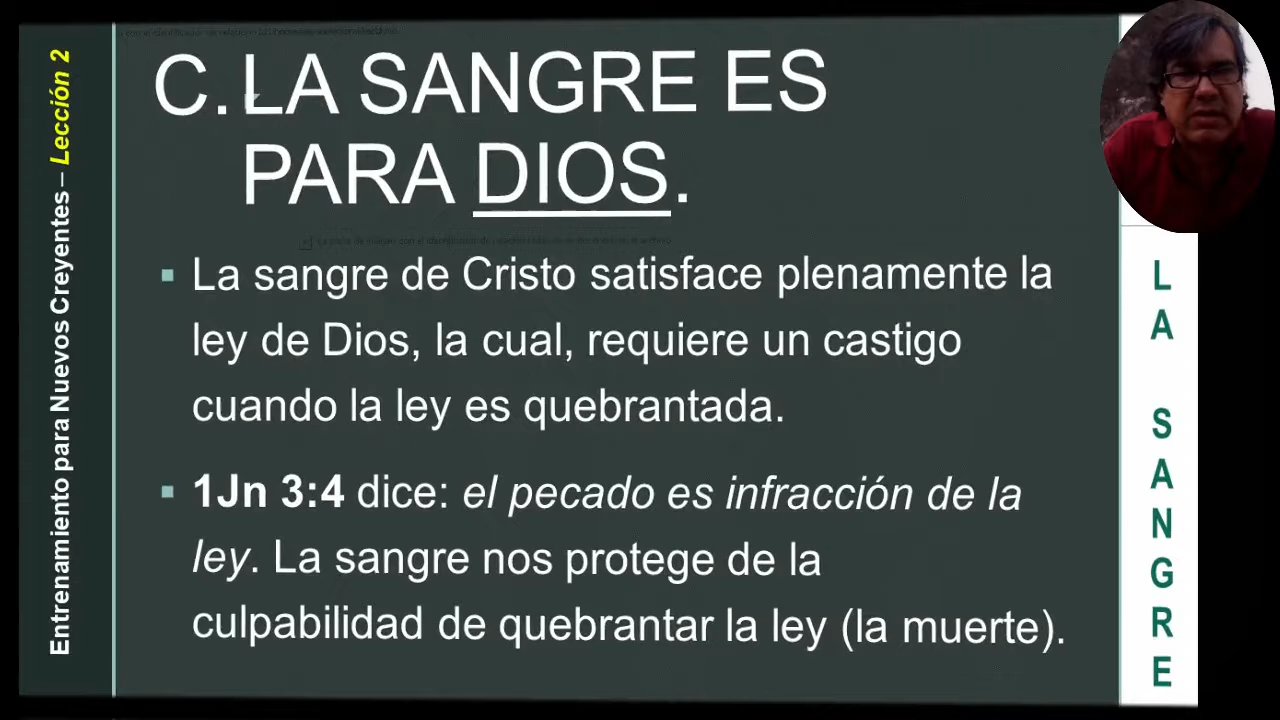 Entrenamiento para Nuevos Creyentes – Lección 2
C. LA SANGRE ES
PARA DIOS.
▪ La sangre de Cristo satisface plenamente la
ley de Dios, la cual, requiere un castigo
cuando la ley es quebrantada.
▪ 1Jn 3:4 dice: el pecado es infracción de la
ley. La sangre nos protege de la
culpabilidad de quebrantar la ley (la muerte).
LA SANGRE